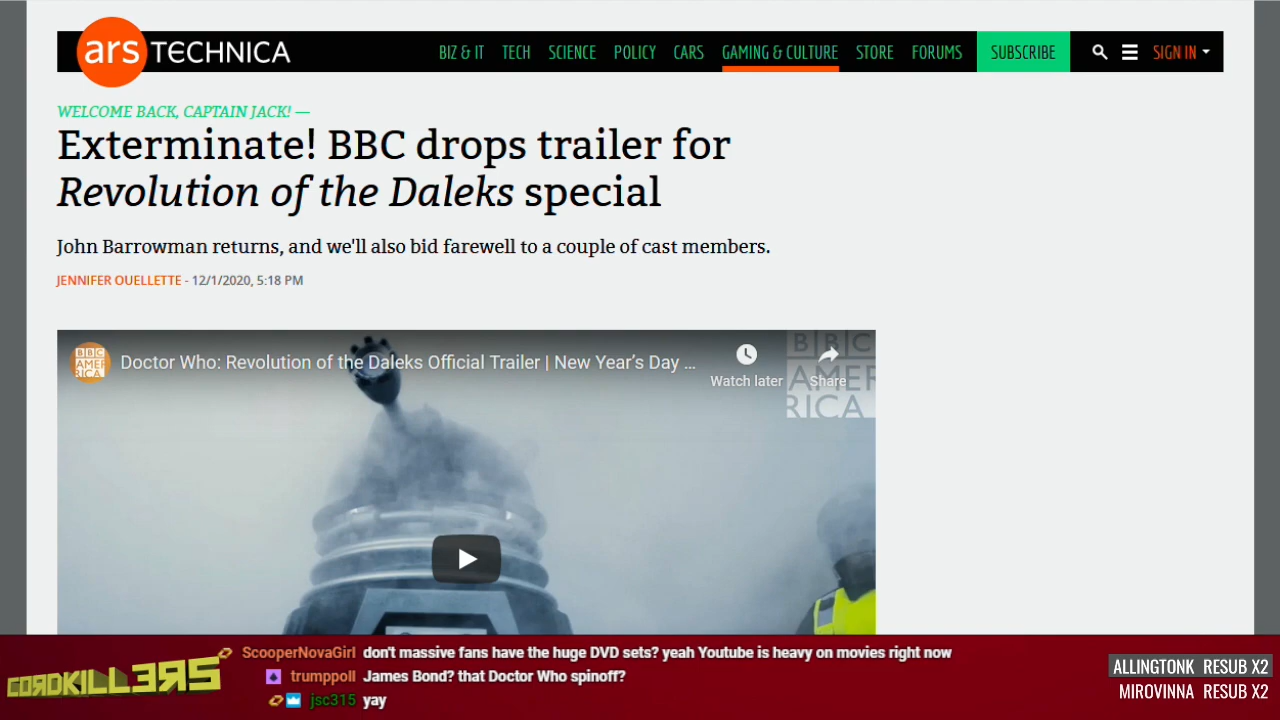 ars TECHNICA BIZ & IT TECH SCIENCE POLICY CARS GAMING & CULTURE STORE FORUMS SUBSCRIBE SIGN IN
WELCOME BACK, CAPTAIN JACK! —
Exterminate! BBC drops trailer for
Revolution of the Daleks special
John Barrowman returns, and we'll also bid farewell to a couple of cast members.
JENNIFER OUELLETTE - 12/1/2020, 5:18 PM
BBC
AMERICA
Doctor Who: Revolution of the Daleks Official Trailer | New Year's Day ...
Watch later
Share
BBC
AMERICA
CORDKILL3RS
ScooperNovaGirl don't massive fans have the huge DVD sets? yeah Youtube is heavy on movies right now
trumppoll James Bond? that Doctor Who spinoff?
jsc315 yay
ALLINGTONK RESUB X2
MIROVINNA RESUB X2